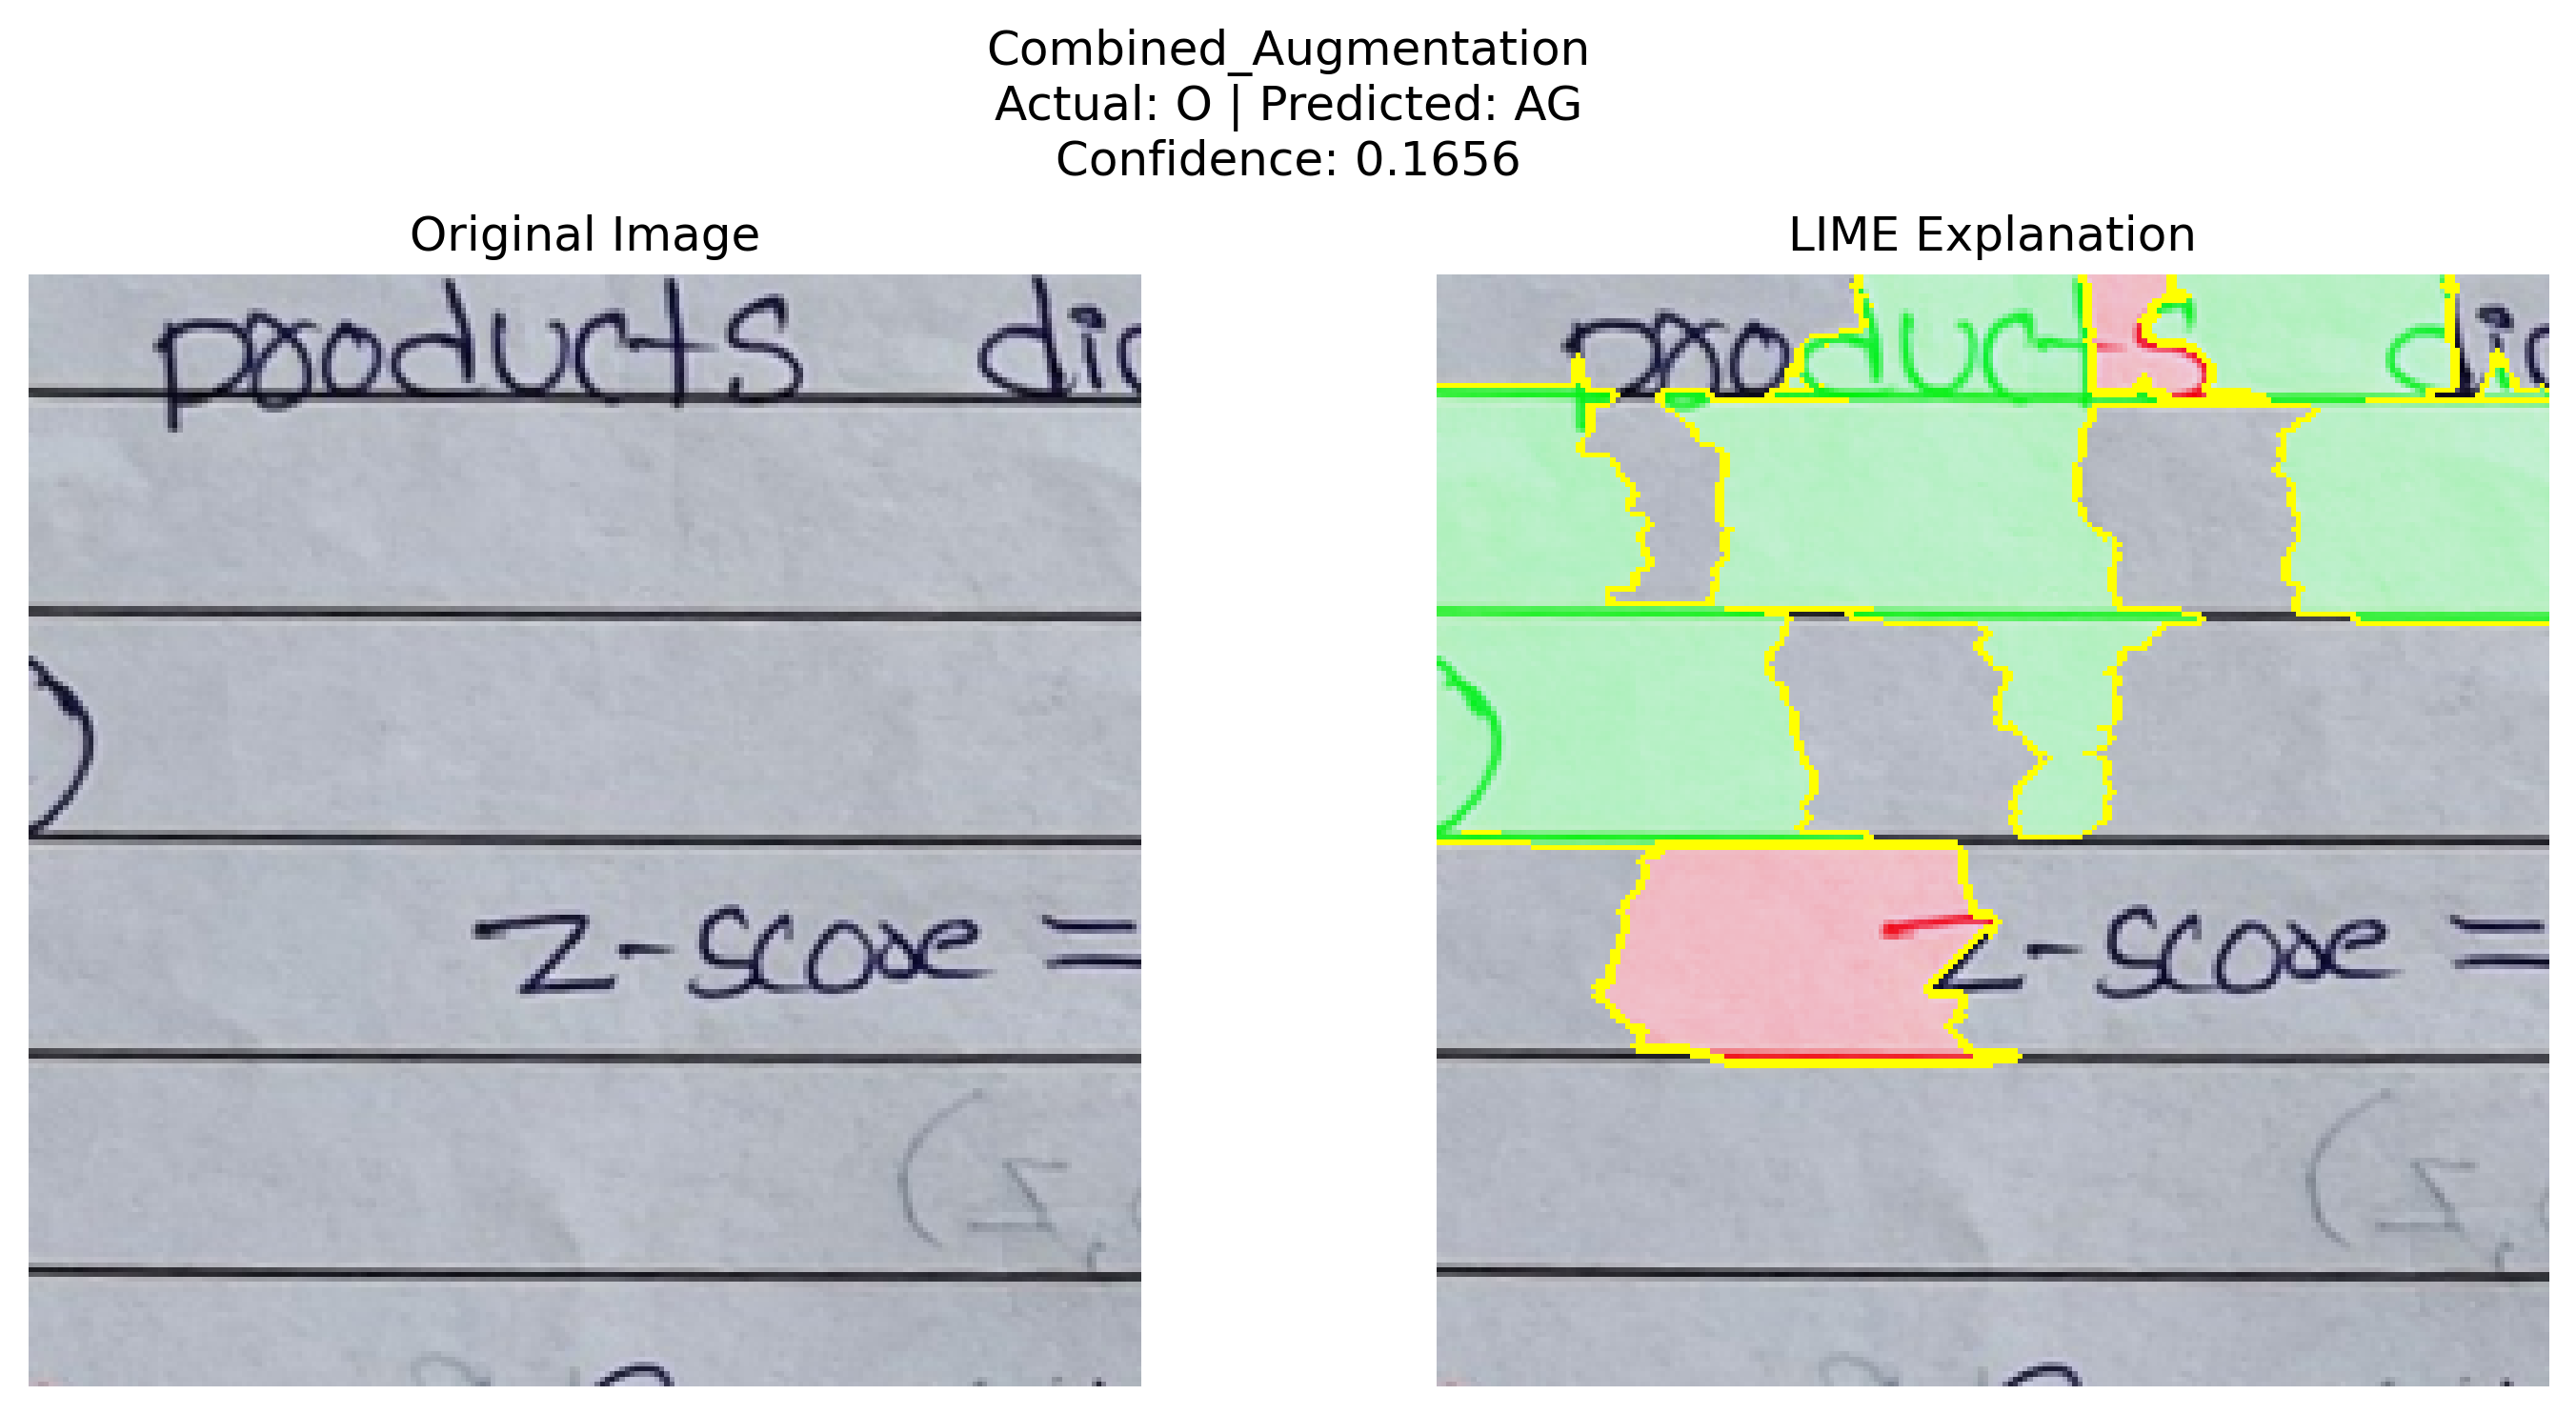 Combined_Augmentation
Actual: O | Predicted: AG
Confidence: 0.1656
Original Image
LIME Explanation
products
)
z-score =
products
)
z-score =